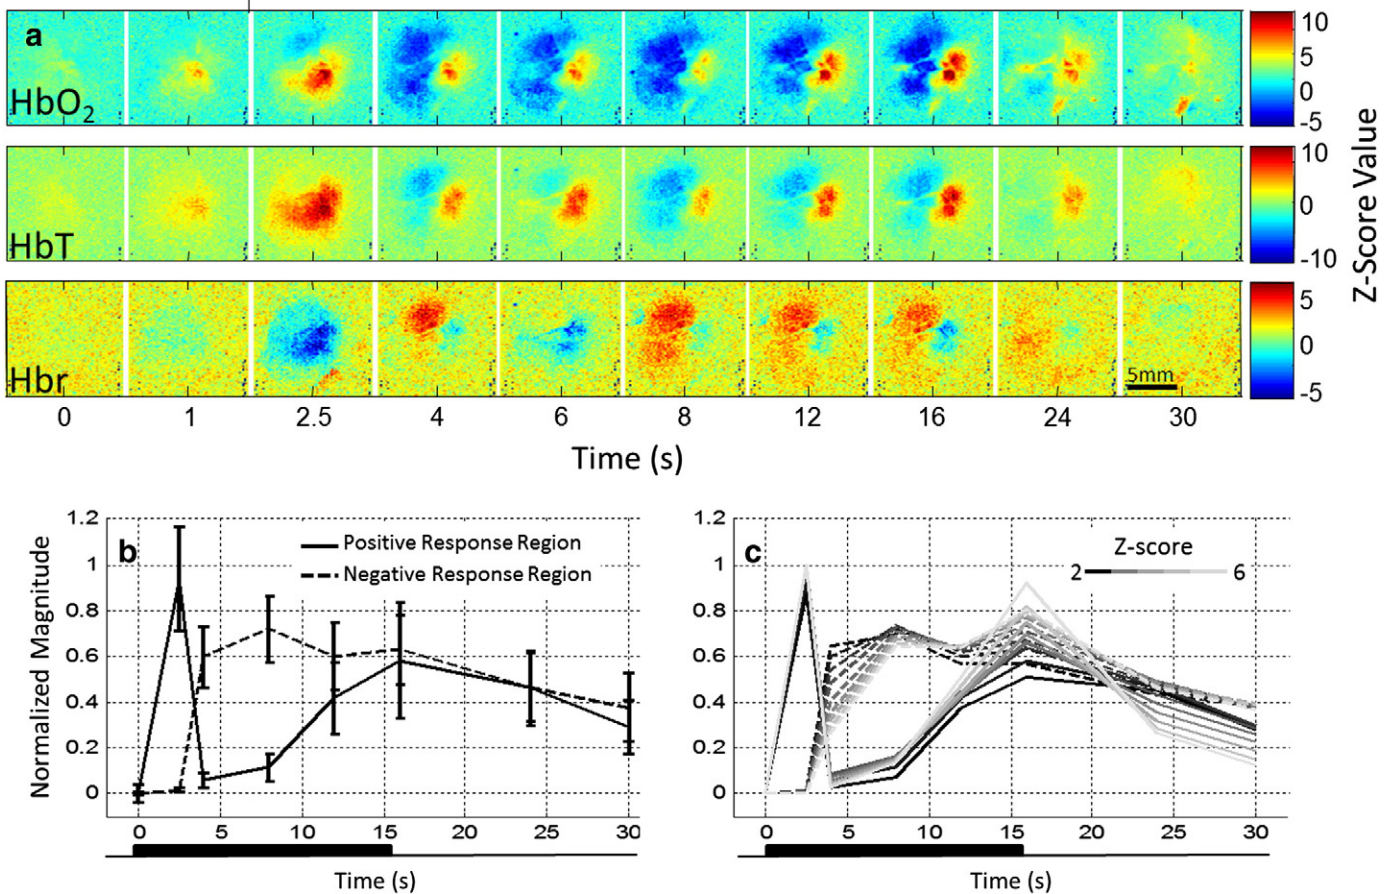 a
HbO2
10
5
0
-5
HbT
10
0
-10
Hbr
5mm
5
0
-5
Z-Score Value
0 1 2.5 4 6 8 12 16 24 30
Time (s)
b
1.2
1
0.8
0.6
0.4
0.2
0
Normalized Magnitude
Positive Response Region
Negative Response Region
0 5 10 15 20 25 30
Time (s)
c
1.2
1
0.8
0.6
0.4
0.2
0
Z-score
2 6
0 5 10 15 20 25 30
Time (s)